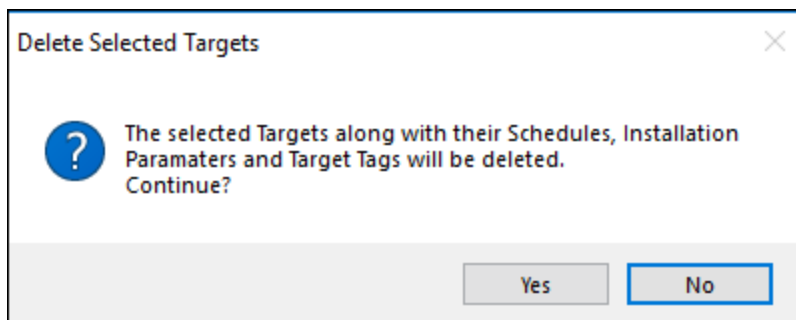 Delete Selected Targets
The selected Targets along with their Schedules, Installation
Paramaters and Target Tags will be deleted.
Continue?
Yes
No